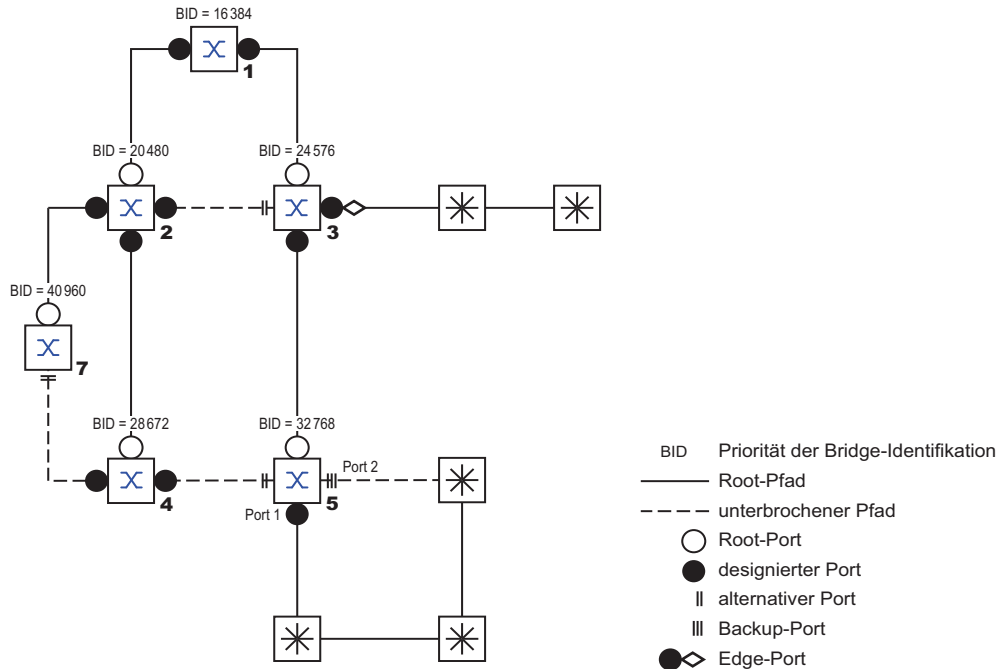 BID = 16 384
1
BID = 20 480
BID = 24 576
2
3
BID = 40 960
7
BID = 28 672
BID = 32 768
Port 2
4
5
Port 1
BID Priorität der Bridge-Identifikation
Root-Pfad
unterbrochener Pfad
Root-Port
designierter Port
alternativer Port
Backup-Port
Edge-Port